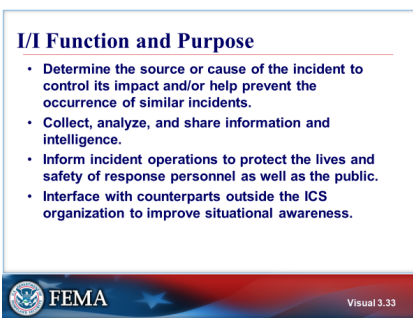 I/I Function and Purpose
• Determine the source or cause of the incident to
control its impact and/or help prevent the
occurrence of similar incidents.
• Collect, analyze, and share information and
intelligence.
• Inform incident operations to protect the lives and
safety of response personnel as well as the public.
• Interface with counterparts outside the ICS
organization to improve situational awareness.
FEMA
Visual 3.33